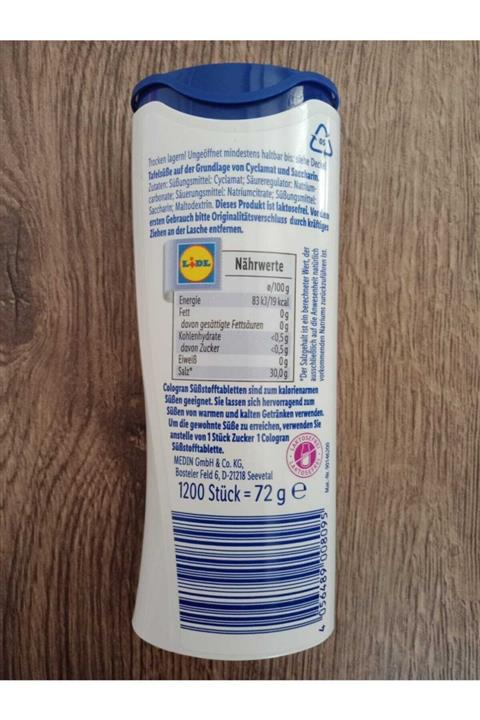 05
Trocken lagern! Ungeöffnet mindestens haltbar bis: siehe Deckel
Tafelsüße auf der Grundlage von Cyclamat und Saccharin.
Zutaten: Süßungsmittel: Cyclamat; Säureregulator: Natrium-
carbonate; Säuerungsmittel: Natriumcitrate; Süßungsmittel:
Saccharin; Maltodextrin. Dieses Produkt ist laktosefrei. Vor dem
ersten Gebrauch bitte Originalitätsverschluss durch kräftiges
Ziehen an der Lasche entfernen.
LIDL
Nährwerte
ø/100 g
Energie 83 kJ/19 kcal
Fett 0 g
davon gesättigte Fettsäuren 0 g
Kohlenhydrate <0,5 g
davon Zucker <0,5 g
Eiweiß 0 g
Salz* 30,0 g
*Der Salzgehalt ist ein berechneter Wert, der
ausschließlich auf die Anwesenheit natürlich
vorkommenden Natriums zurückzuführen ist.
Cologran Süßstofftabletten sind zum kalorienarmen
Süßen geeignet. Sie lassen sich hervorragend zum
Süßen von warmen und kalten Getränken verwenden.
Um die gewohnte Süße zu erreichen, verwenden Sie
anstelle von 1 Stück Zucker 1 Cologran
Süßstofftablette.
LAKTOSEFREI
LAKTOSEFREI
MEDIN GmbH & Co. KG,
Bosteler Feld 6, D-21218 Seevetal
Mat.-Nr. 90146200
1200 Stück = 72 g e
4 056489 008095